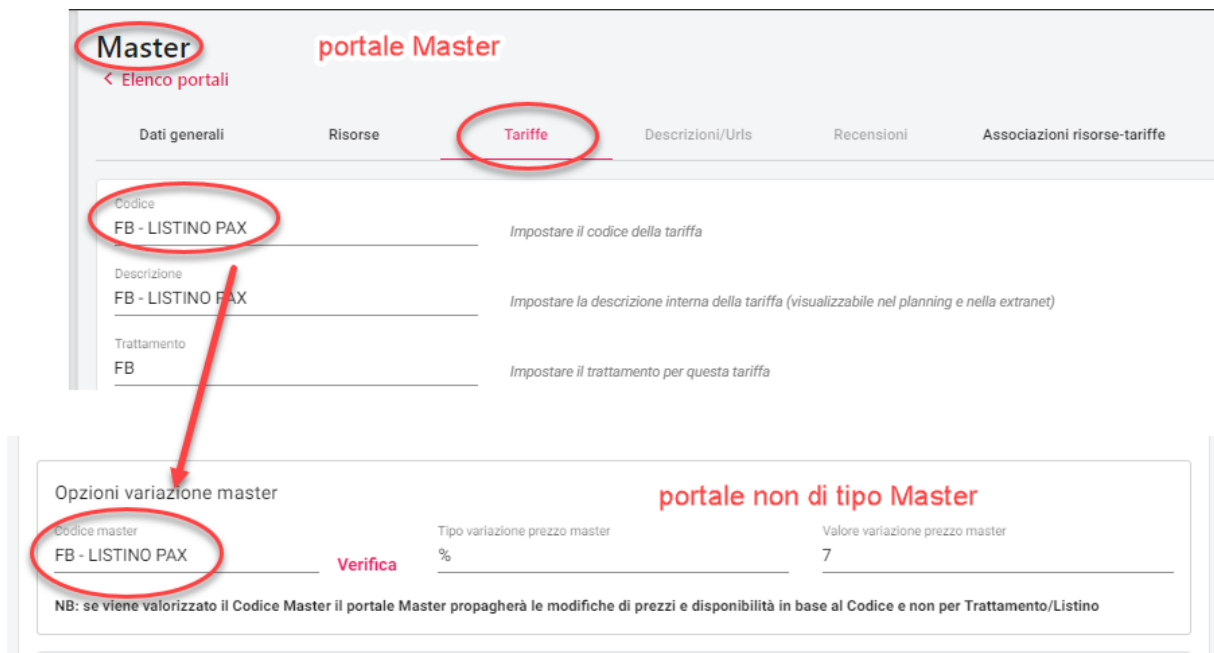 Master
portale Master
< Elenco portali
Dati generali
Risorse
Tariffe
Descrizioni/Urls
Recensioni
Associazioni risorse-tariffe
Codice
FB - LISTINO PAX
Impostare il codice della tariffa
Descrizione
FB - LISTINO PAX
Impostare la descrizione interna della tariffa (visualizzabile nel planning e nella extranet)
Trattamento
FB
Impostare il trattamento per questa tariffa
Opzioni variazione master
portale non di tipo Master
Codice master
Tipo variazione prezzo master
Valore variazione prezzo master
FB - LISTINO PAX
Verifica
%
7
NB: se viene valorizzato il Codice Master il portale Master propagherà le modifiche di prezzi e disponibilità in base al Codice e non per Trattamento/Listino